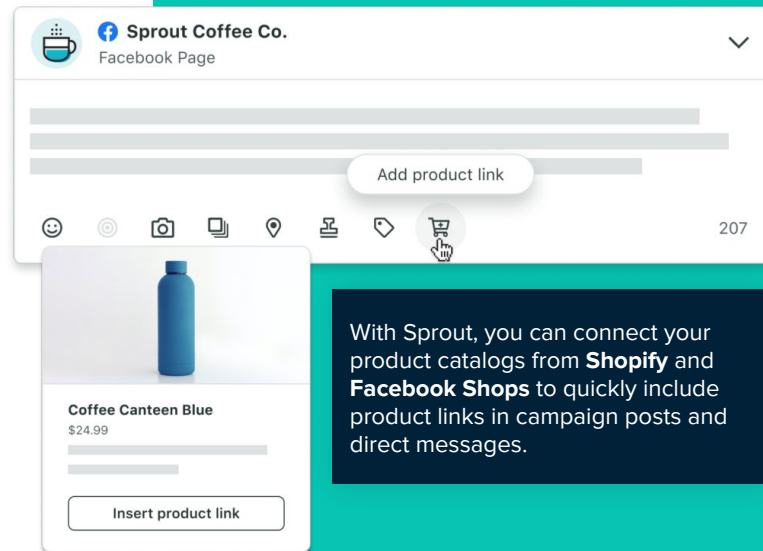 Sprout Coffee Co.
Facebook Page
Add product link
207
Coffee Canteen Blue
$24.99
Insert product link
With Sprout, you can connect your
product catalogs from Shopify and
Facebook Shops to quickly include
product links in campaign posts and
direct messages.